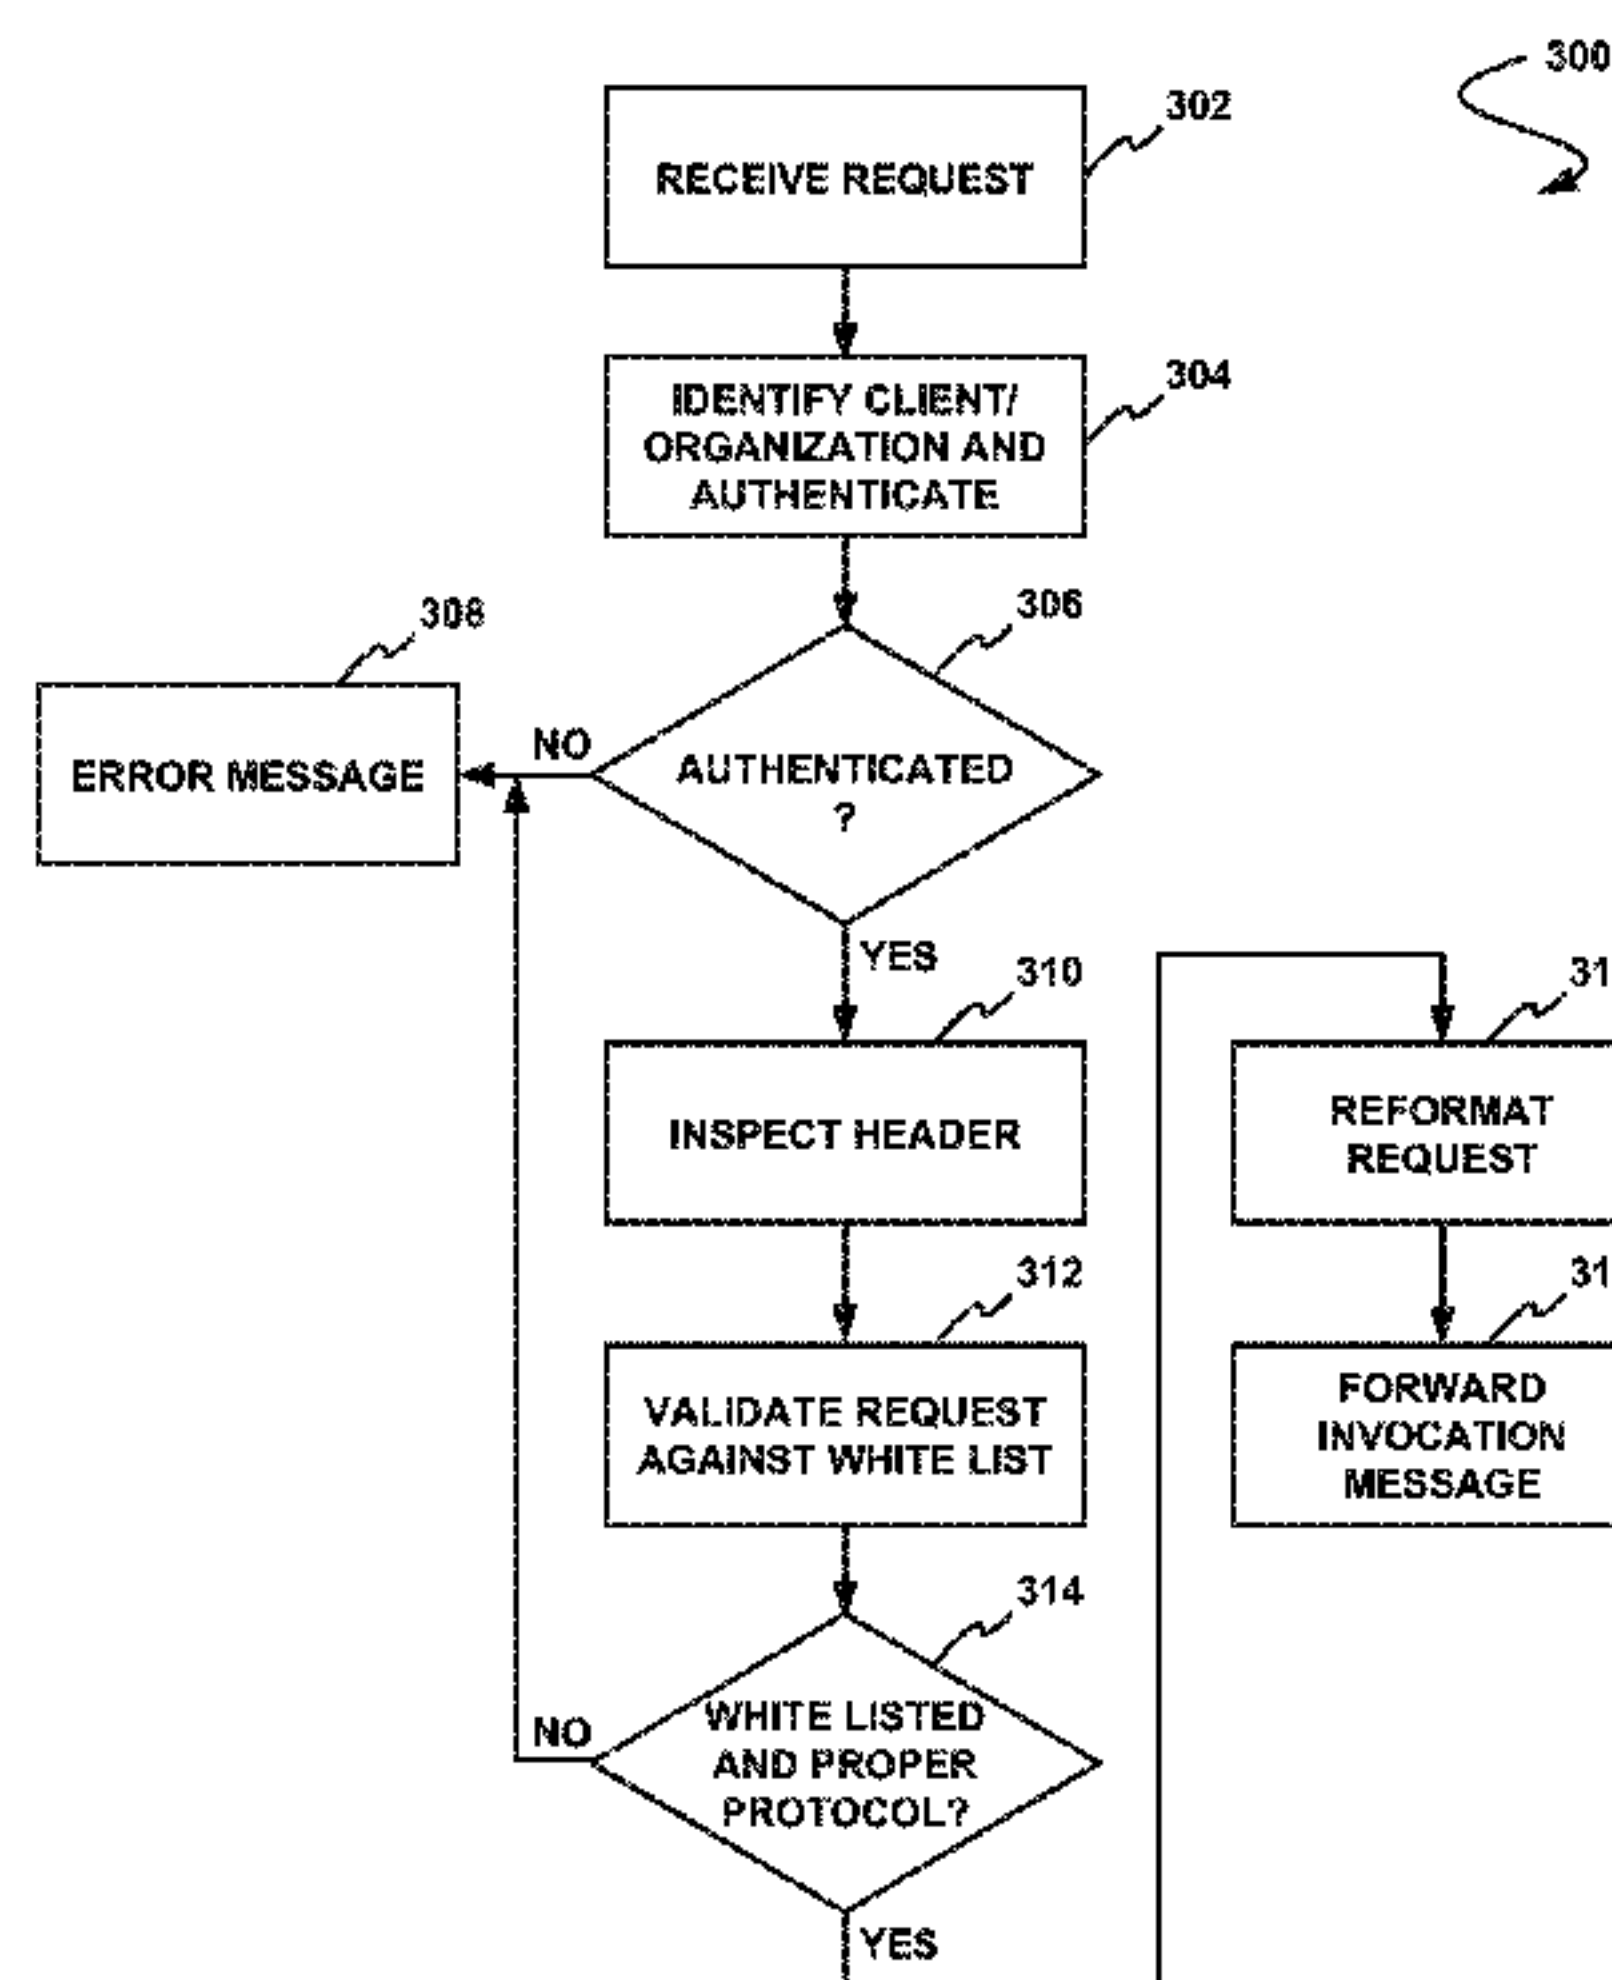 300
302
RECEIVE REQUEST
304
IDENTIFY CLIENT/
ORGANIZATION AND
AUTHENTICATE
306
308
NO
ERROR MESSAGE
AUTHENTICATED
?
YES
310
INSPECT HEADER
31
REFORMAT
REQUEST
312
VALIDATE REQUEST
AGAINST WHITE LIST
31
FORWARD
INVOCATION
MESSAGE
314
NO
WHITE LISTED
AND PROPER
PROTOCOL?
YES